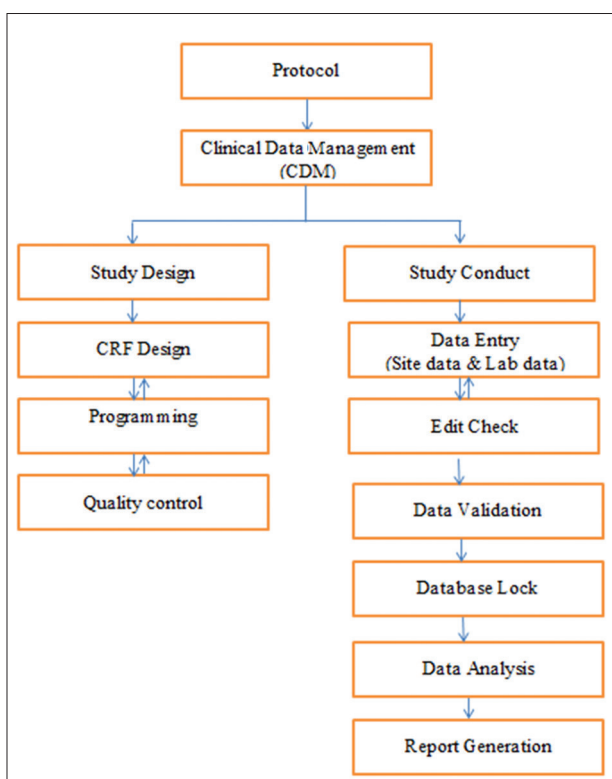 Protocol
Clinical Data Management
(CDM)
Study Design
Study Conduct
CRF Design
Data Entry
(Site data & Lab data)
Programming
Edit Check
Quality control
Data Validation
Database Lock
Data Analysis
Report Generation